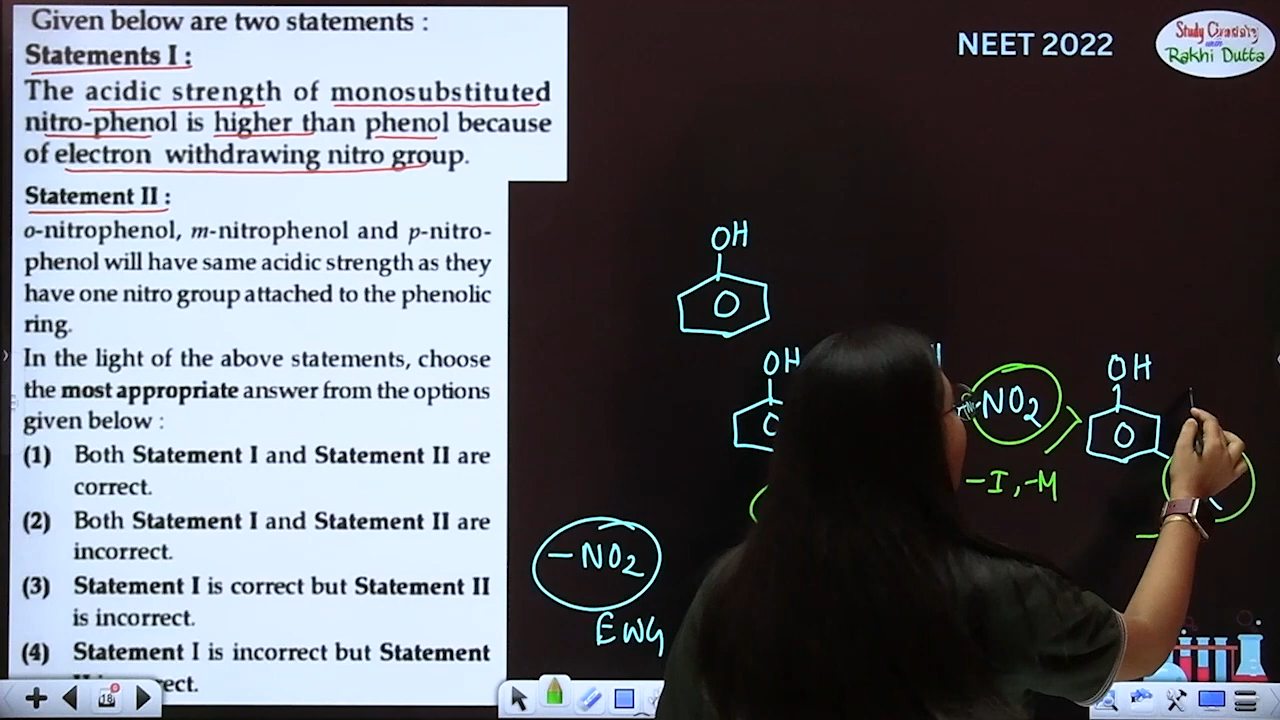 Given below are two statements :
Statements I :
The acidic strength of monosubstituted
nitro-phenol is higher than phenol because
of electron withdrawing nitro group.
Statement II :
o-nitrophenol, m-nitrophenol and p-nitro-
phenol will have same acidic strength as they
have one nitro group attached to the phenolic
ring.
In the light of the above statements, choose
the most appropriate answer from the options
given below :
(1) Both Statement I and Statement II are
correct.
(2) Both Statement I and Statement II are
incorrect.
(3) Statement I is correct but Statement II
is incorrect.
(4) Statement I is incorrect but Statement
NEET 2022
Study Chemistry
with
Rakhi Dutta
OH
OH
NO2
OH
-I, -M
-NO2
EWG
18